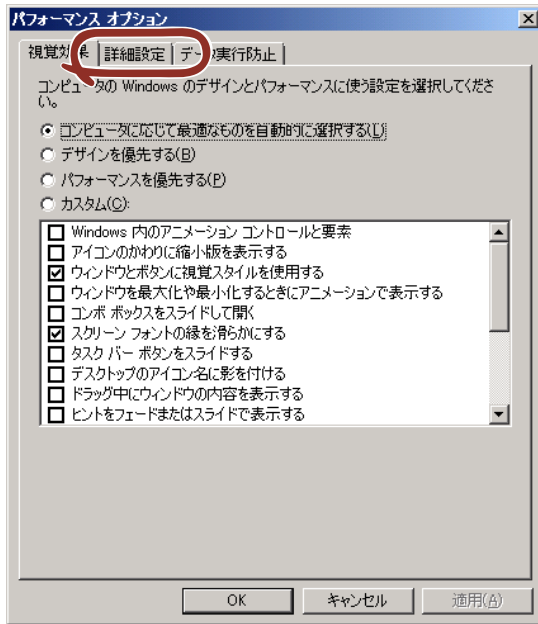 パフォーマンス オプション
視覚効果 詳細設定 データ実行防止
コンピュータの Windows のデザインとパフォーマンスに使う設定を選択してくださ
い。
コンピュータに応じて最適なものを自動的に選択する(L)
デザインを優先する(B)
パフォーマンスを優先する(P)
カスタム(C):
Windows 内のアニメーション コントロールと要素
アイコンのかわりに縮小版を表示する
ウィンドウとボタンに視覚スタイルを使用する
ウィンドウを最大化や最小化するときにアニメーションで表示する
コンボ ボックスをスライドして開く
スクリーン フォントの縁を滑らかにする
タスク バー ボタンをスライドする
デスクトップのアイコン名に影を付ける
ドラッグ中にウィンドウの内容を表示する
ヒントをフェードまたはスライドで表示する
OK キャンセル 適用(A)